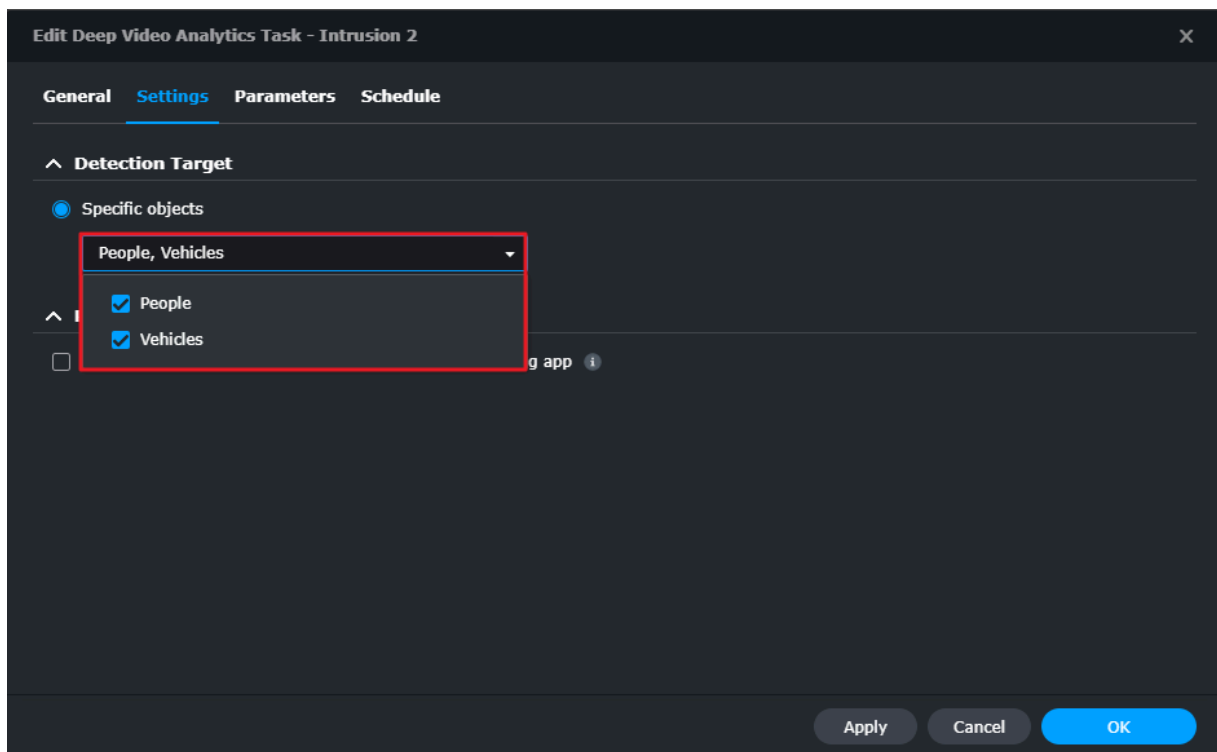 Edit Deep Video Analytics Task - Intrusion 2
General Settings Parameters Schedule
Detection Target
Specific objects
People, Vehicles
People
Vehicles
app
Apply Cancel OK